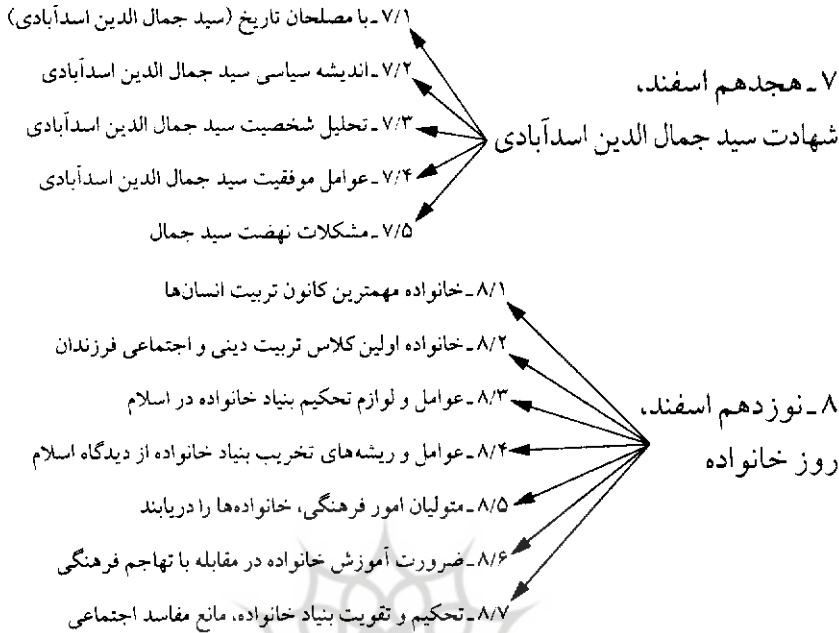 ۷ـ هجدهم اسفند،
شهادت سید جمال الدین اسدآبادی
۷/۱ـ با مصلحان تاریخ (سید جمال الدین اسدآبادی)
۷/۲ـ اندیشه سیاسی سید جمال الدین اسدآبادی
۷/۳ـ تحلیل شخصیت سید جمال الدین اسدآبادی
۷/۴ـ عوامل موفقیت سید جمال الدین اسدآبادی
۷/۵ـ مشکلات نهضت سید جمال
۸ـ نوزدهم اسفند،
روز خانواده
۸/۱ـ خانواده مهمترین کانون تربیت انسان‌ها
۸/۲ـ خانواده اولین کلاس تربیت دینی و اجتماعی فرزندان
۸/۳ـ عوامل و لوازم تحکیم بنیاد خانواده در اسلام
۸/۴ـ عوامل و ریشه‌های تخریب بنیاد خانواده از دیدگاه اسلام
۸/۵ـ متولیان امور فرهنگی، خانواده‌ها را دریابند
۸/۶ـ ضرورت آموزش خانواده در مقابله با تهاجم فرهنگی
۸/۷ـ تحکیم و تقویت بنیاد خانواده، مانع مفاسد اجتماعی